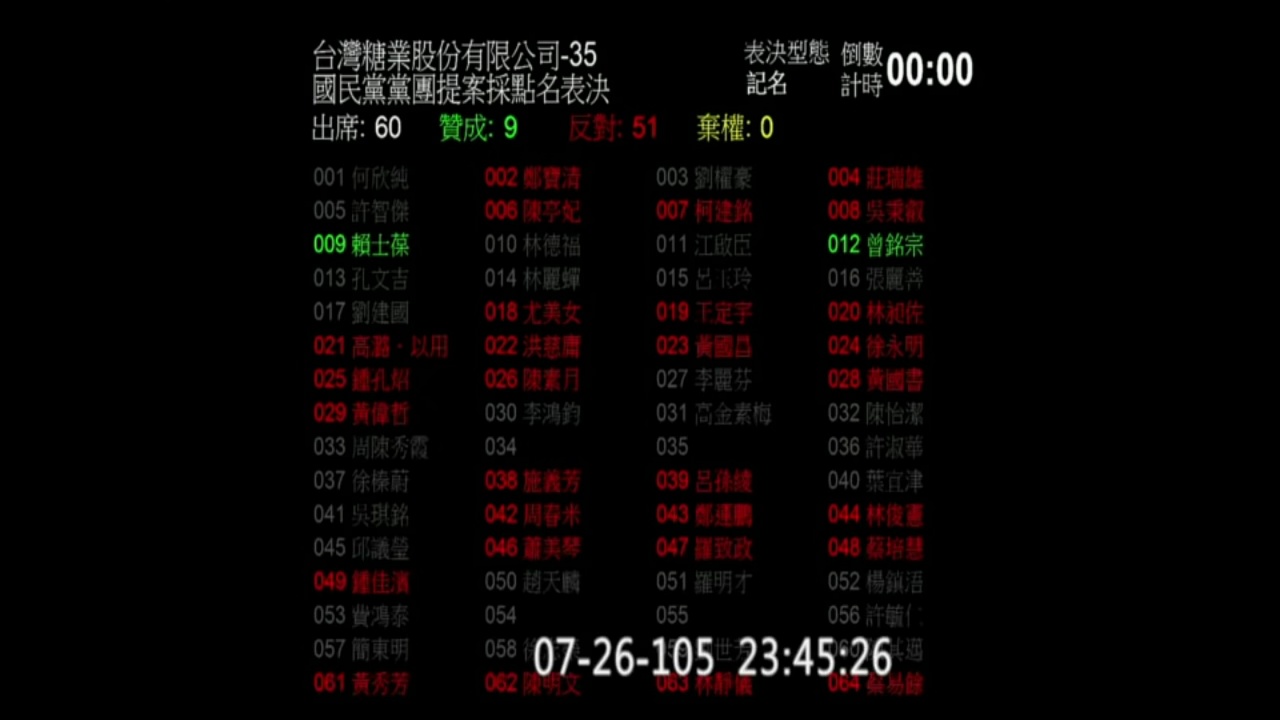 台灣糖業股份有限公司-35 表決型態 倒數 00:00
國民黨黨團提案採點名表決 記名 計時
出席: 60 贊成: 9 反對: 51 棄權: 0
001 何欣純 002 鄭寶清 003 劉櫂豪 004 莊瑞雄
005 許智傑 006 陳亭妃 007 柯建銘 008 吳秉叡
009 賴士葆 010 林德福 011 江啟臣 012 曾銘宗
013 孔文吉 014 林麗蟬 015 呂玉玲 016 張麗善
017 劉建國 018 尤美女 019 王定宇 020 林昶佐
021 高潞·以用 022 洪慈庸 023 黃國昌 024 徐永明
025 鍾孔炤 026 陳素月 027 李麗芬 028 黃國書
029 黃偉哲 030 李鴻鈞 031 高金素梅 032 陳怡潔
033 周陳秀霞 034 035 036 許淑華
037 徐榛蔚 038 施義芳 039 呂孫綾 040 葉宜津
041 吳琪銘 042 周春米 043 鄭運鵬 044 林俊憲
045 邱議瑩 046 蕭美琴 047 羅致政 048 蔡培慧
049 鍾佳濱 050 趙天麟 051 羅明才 052 楊鎮浯
053 費鴻泰 054 055 056 許毓仁
057 簡東明 058
07-26-105 23:45:26
061 黃秀芳 062 陳明文 063 林靜儀 064 蔡易餘